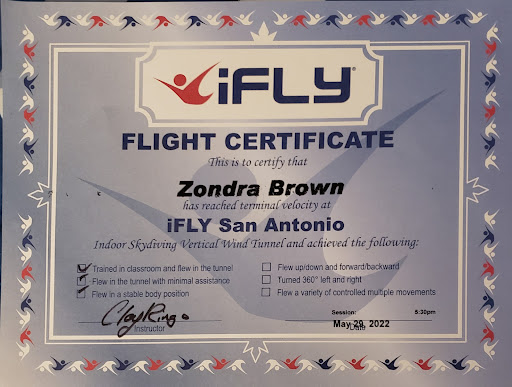 iFLY
FLIGHT CERTIFICATE
This is to certify that
Zondra Brown
has reached terminal velocity at
iFLY San Antonio
Indoor Skydiving Vertical Wind Tunnel and achieved the following:
Trained in classroom and flew in the tunnel
Flew in the tunnel with minimal assistance
Flew in a stable body position
Flew up/down and forward/backward
Turned 360° left and right
Flew a variety of controlled multiple movements
Instructor
Session: 5:30pm
May 29, 2022
Date